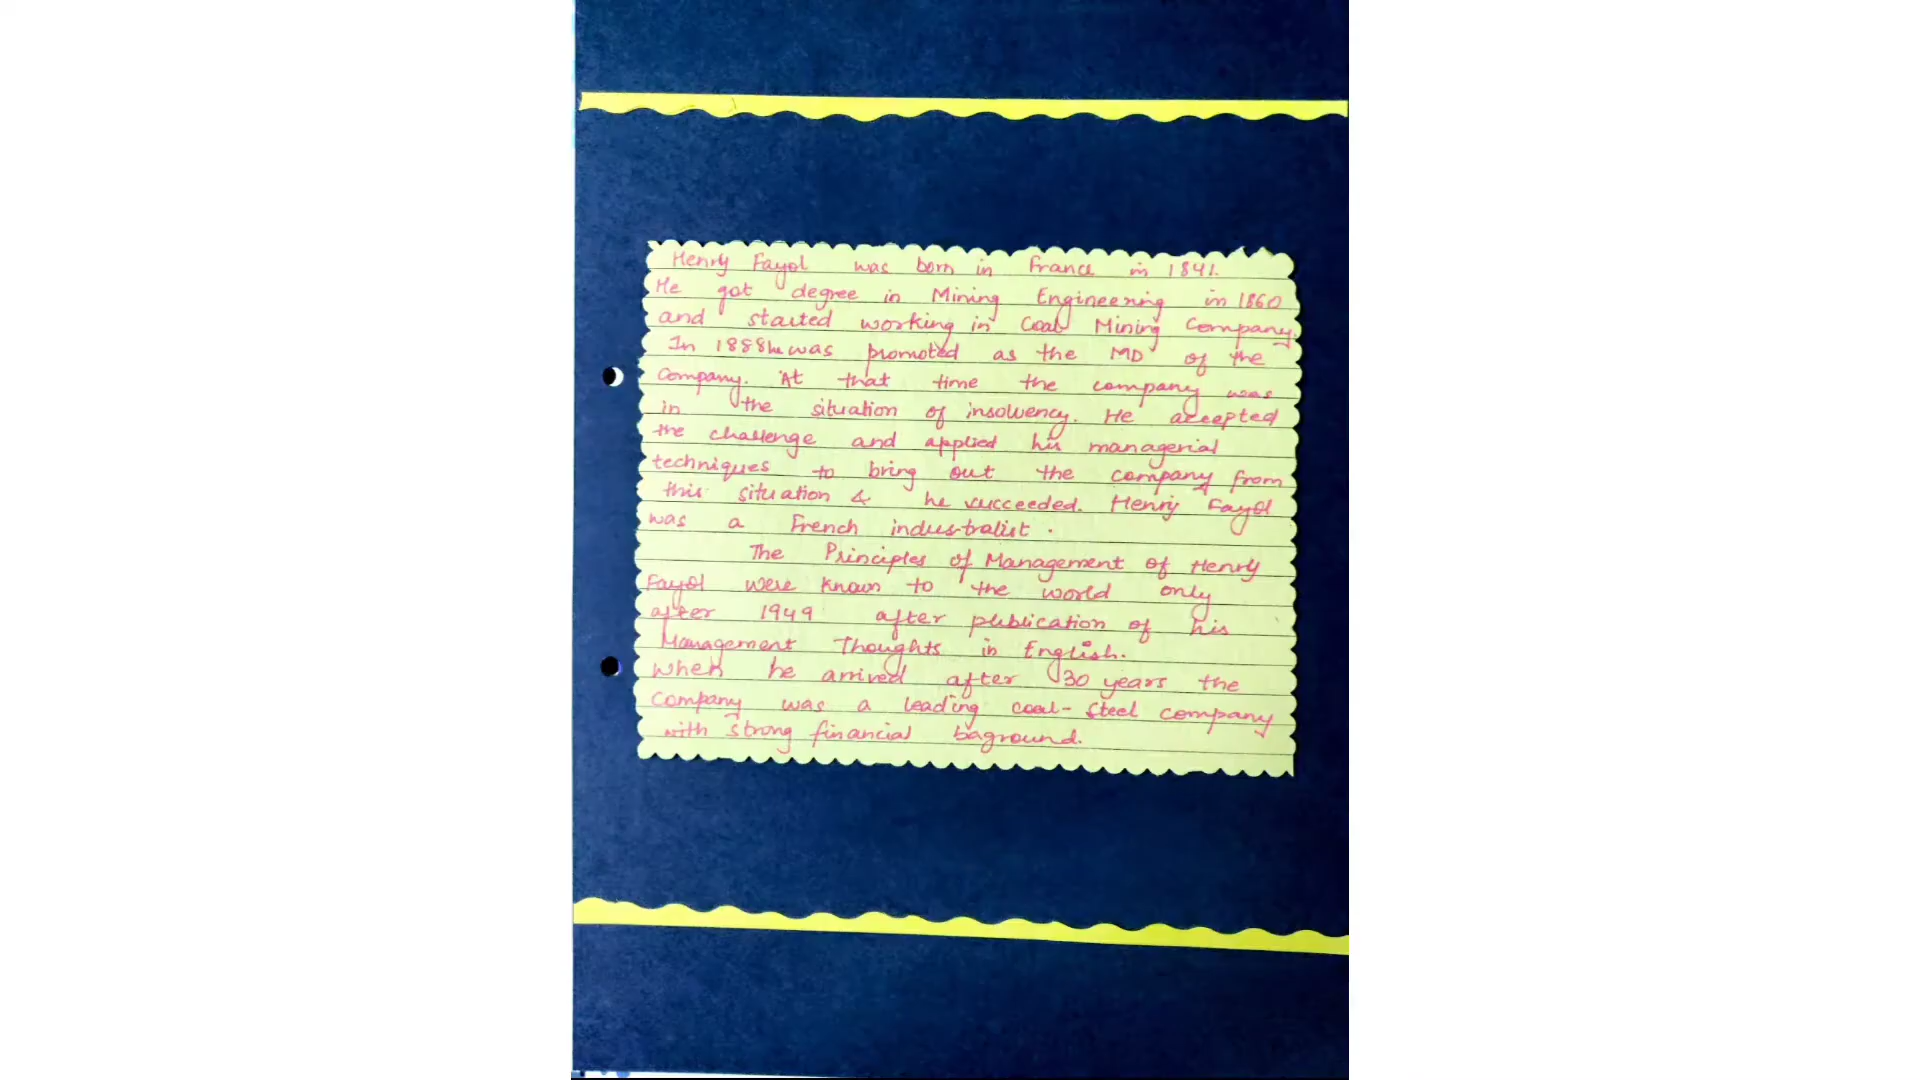 Henry Fayol was born in France in 1841.
He got degree in Mining Engineering in 1860
and started working in Coal Mining Company.
In 1888 he was promoted as the MD of the
Company. At that time the company was
in the situation of insolvency. He accepted
the challenge and applied his managerial
techniques to bring out the company from
this situation & he succeeded. Henry Fayol
was a French industralist.
The Principles of Management of Henry
Fayol were known to the world only
after 1949 after publication of his
Management Thoughts in English.
When he arrived after 30 years the
Company was a leading coal-steel company
with strong financial baground.